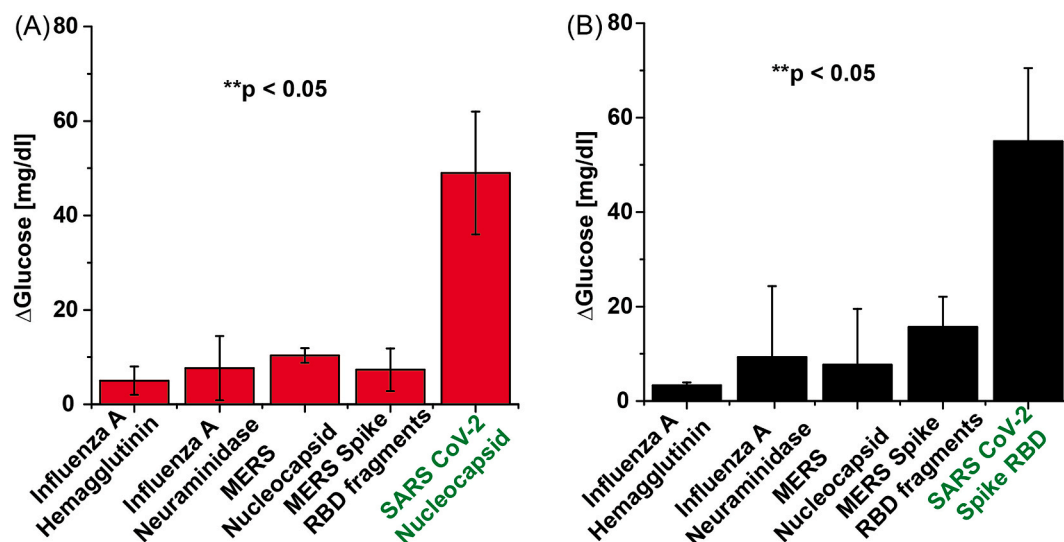 (A)
80
60
40
20
0
ΔGlucose [mg/dl]
**p < 0.05
Influenza A
Hemagglutinin
Influenza A
Neuraminidase
MERS
Nucleocapsid
MERS Spike
RBD fragments
SARS CoV-2
Nucleocapsid
(B)
80
60
40
20
0
ΔGlucose [mg/dl]
**p < 0.05
Influenza A
Hemagglutinin
Influenza A
Neuraminidase
MERS
Nucleocapsid
MERS Spike
RBD fragments
SARS CoV-2
Spike RBD